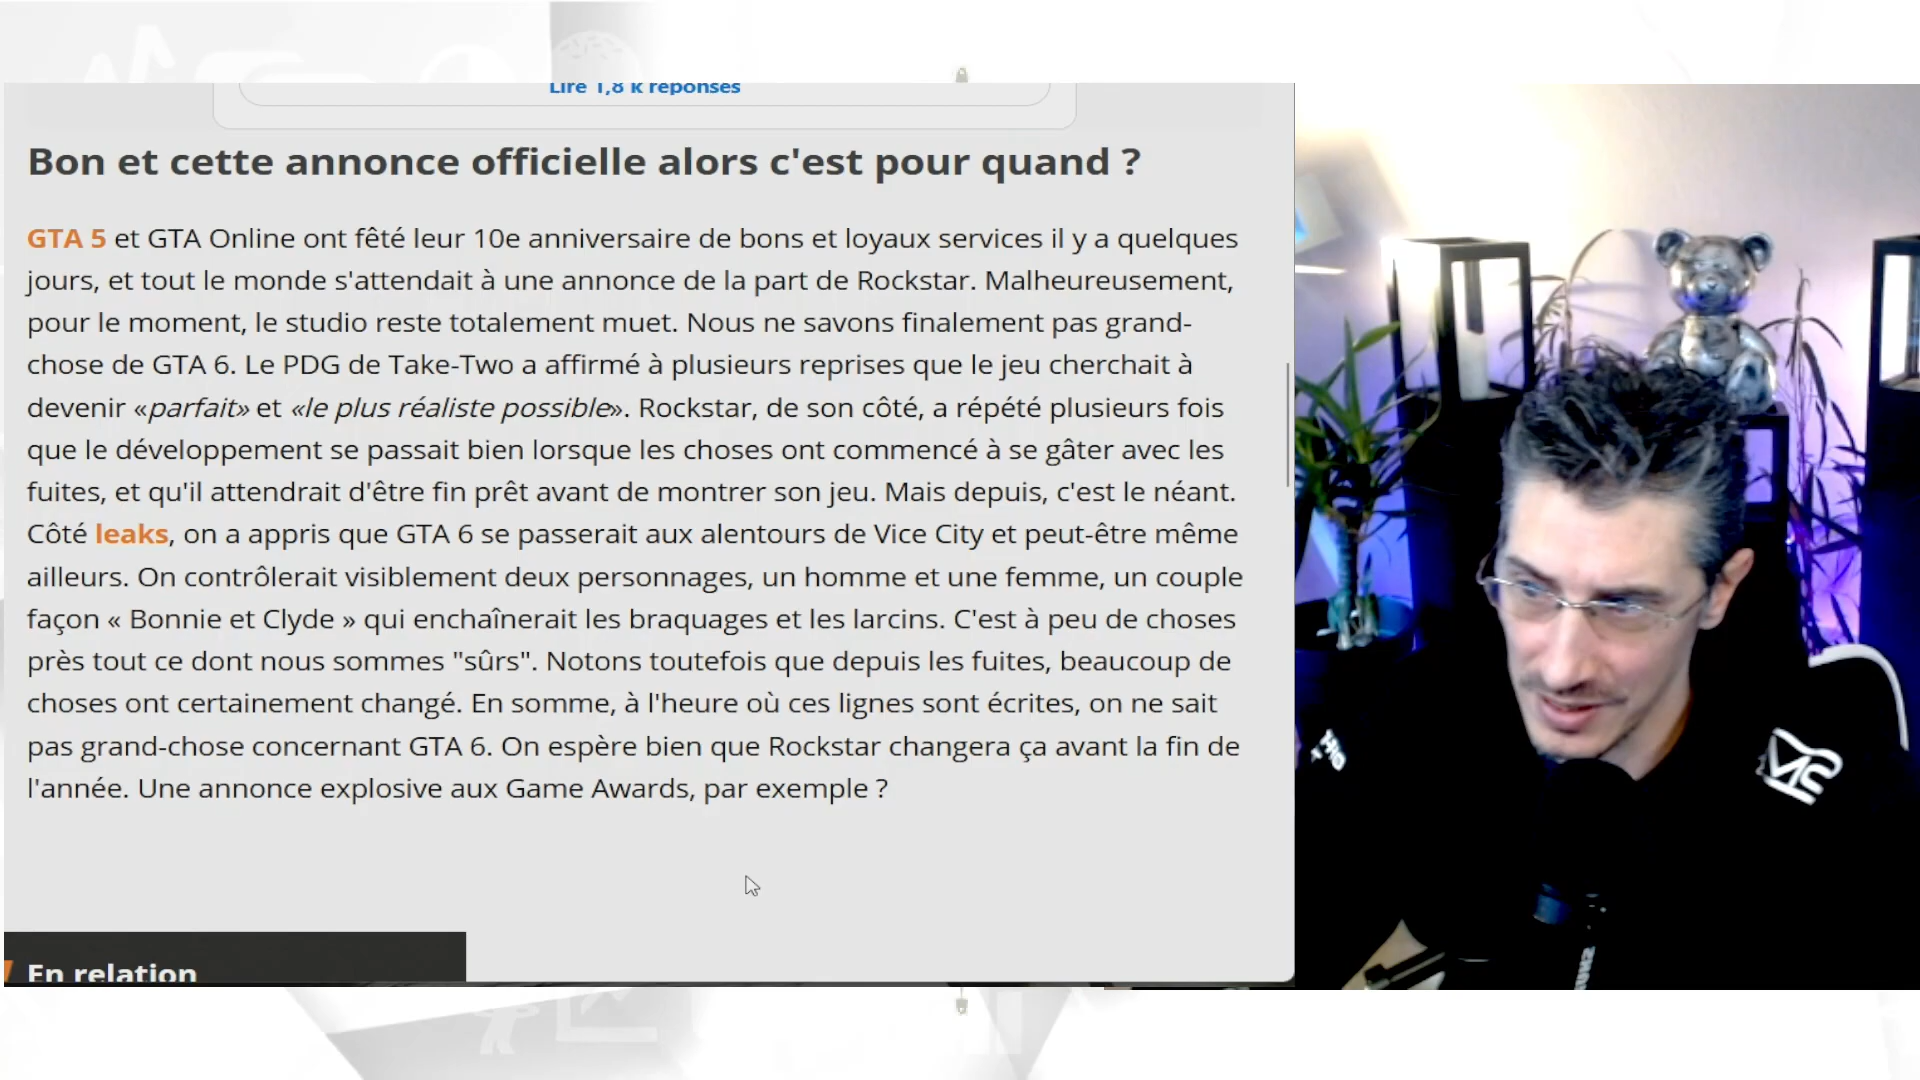 Lire 1,8 k réponses
Bon et cette annonce officielle alors c'est pour quand ?
GTA 5 et GTA Online ont fêté leur 10e anniversaire de bons et loyaux services il y a quelques
jours, et tout le monde s'attendait à une annonce de la part de Rockstar. Malheureusement,
pour le moment, le studio reste totalement muet. Nous ne savons finalement pas grand-
chose de GTA 6. Le PDG de Take-Two a affirmé à plusieurs reprises que le jeu cherchait à
devenir «parfait» et «le plus réaliste possible». Rockstar, de son côté, a répété plusieurs fois
que le développement se passait bien lorsque les choses ont commencé à se gâter avec les
fuites, et qu'il attendrait d'être fin prêt avant de montrer son jeu. Mais depuis, c'est le néant.
Côté leaks, on a appris que GTA 6 se passerait aux alentours de Vice City et peut-être même
ailleurs. On contrôlerait visiblement deux personnages, un homme et une femme, un couple
façon « Bonnie et Clyde » qui enchaînerait les braquages et les larcins. C'est à peu de choses
près tout ce dont nous sommes "sûrs". Notons toutefois que depuis les fuites, beaucoup de
choses ont certainement changé. En somme, à l'heure où ces lignes sont écrites, on ne sait
pas grand-chose concernant GTA 6. On espère bien que Rockstar changera ça avant la fin de
l'année. Une annonce explosive aux Game Awards, par exemple ?
En relation